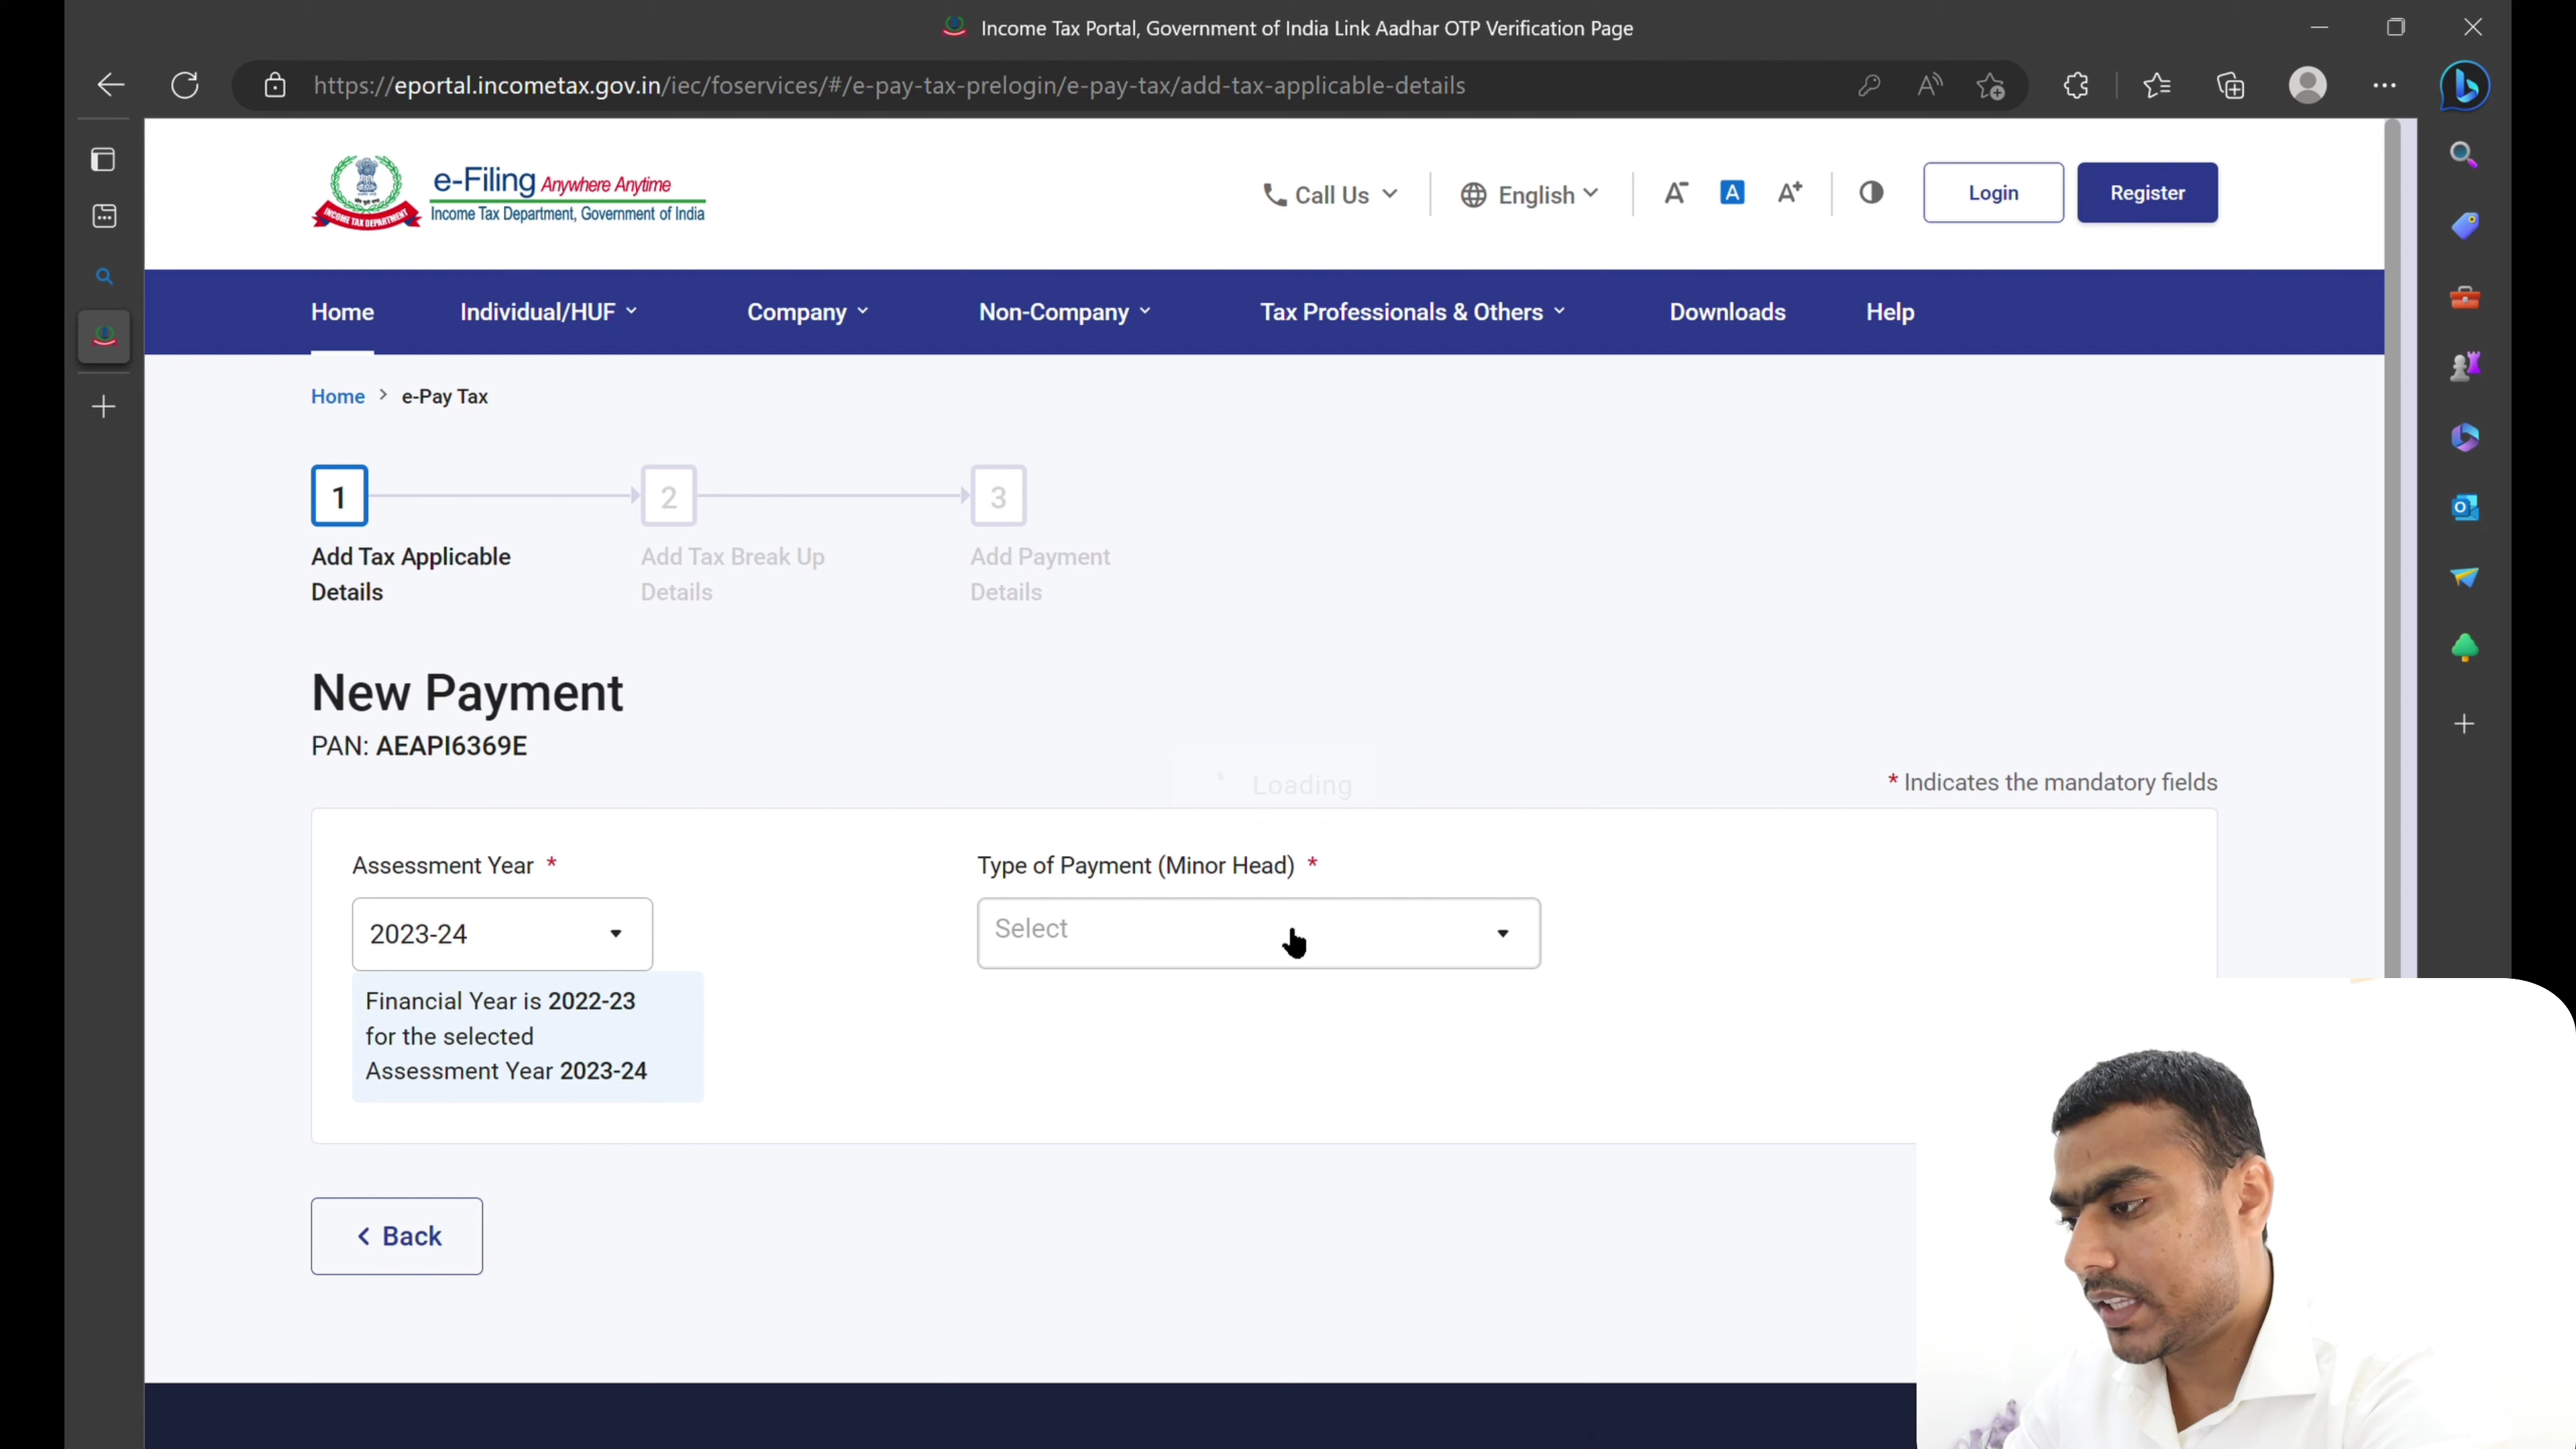 Income Tax Portal, Government of India Link Aadhar OTP Verification Page
https://eportal.incometax.gov.in/iec/foservices/#/e-pay-tax-prelogin/e-pay-tax/add-tax-applicable-details
e-Filing Anywhere Anytime
Income Tax Department, Government of India
INCOME TAX DEPARTMENT
Call Us
English
A-
A
A+
Login
Register
Home
Individual/HUF
Company
Non-Company
Tax Professionals & Others
Downloads
Help
Home > e-Pay Tax
1
2
3
Add Tax Applicable
Details
Add Tax Break Up
Details
Add Payment
Details
New Payment
PAN: AEAPI6369E
Loading
* Indicates the mandatory fields
Assessment Year *
Type of Payment (Minor Head) *
2023-24
Select
Financial Year is 2022-23
for the selected
Assessment Year 2023-24
< Back